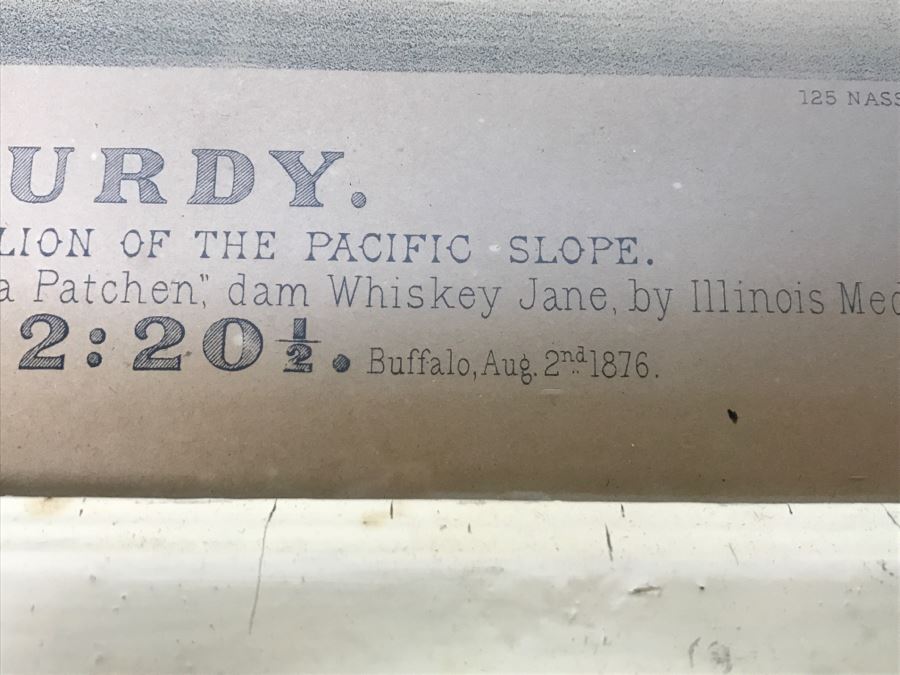 125 NASS
URDY.
LION OF THE PACIFIC SLOPE.
a Patchen," dam Whiskey Jane, by Illinois Med
2:20½. Buffalo, Aug. 2nd 1876.